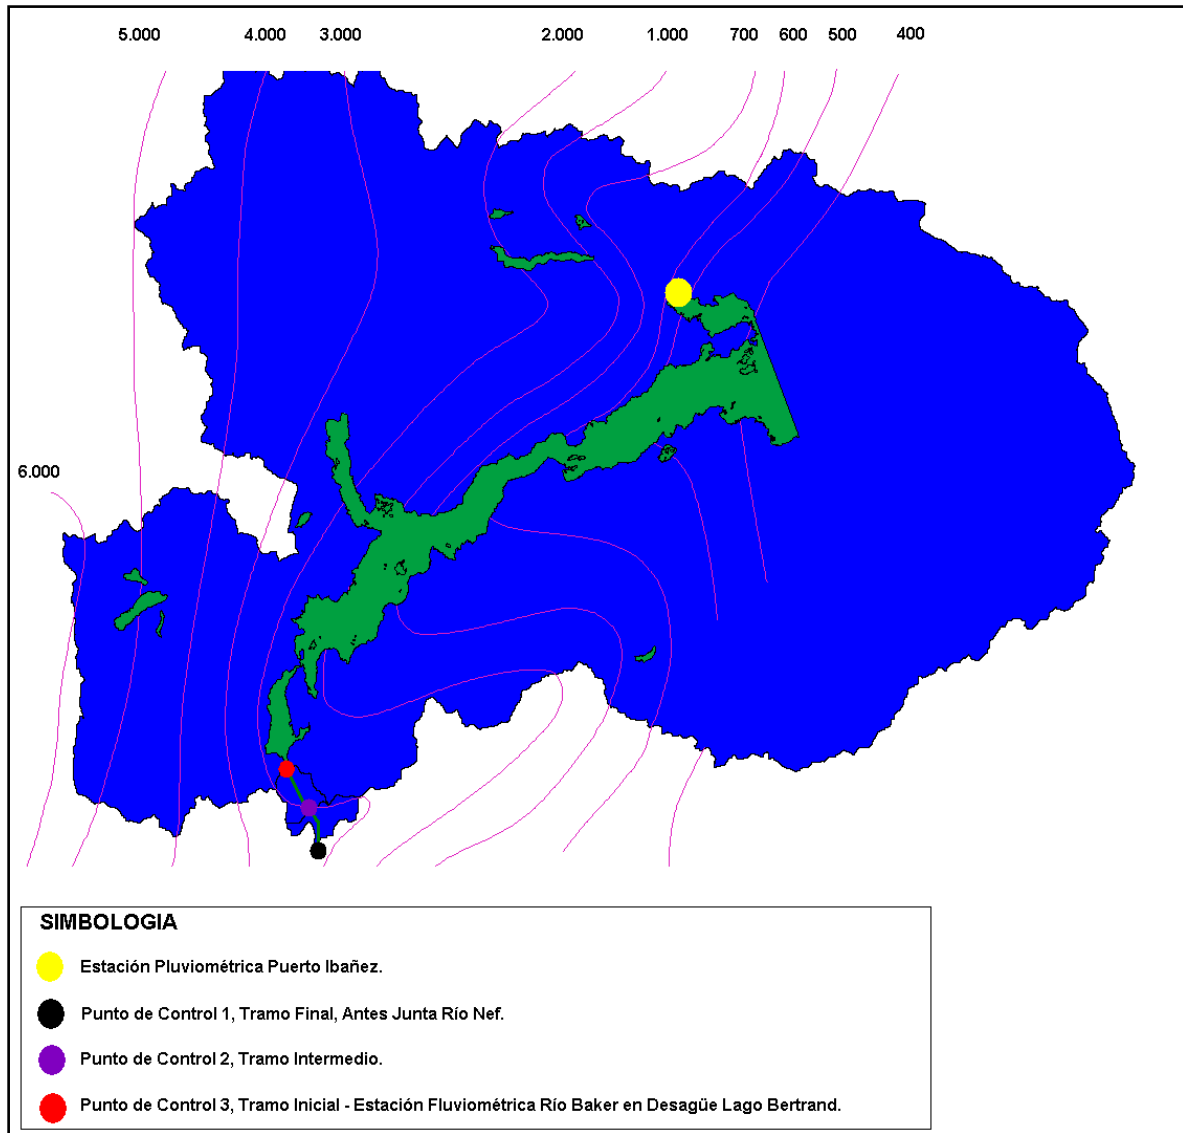 5.000 4.000 3.000 2.000 1.000 700 600 500 400
6.000
SIMBOLOGIA
Estación Pluviométrica Puerto Ibañez.
Punto de Control 1, Tramo Final, Antes Junta Río Nef.
Punto de Control 2, Tramo Intermedio.
Punto de Control 3, Tramo Inicial - Estación Fluviométrica Río Baker en Desagüe Lago Bertrand.